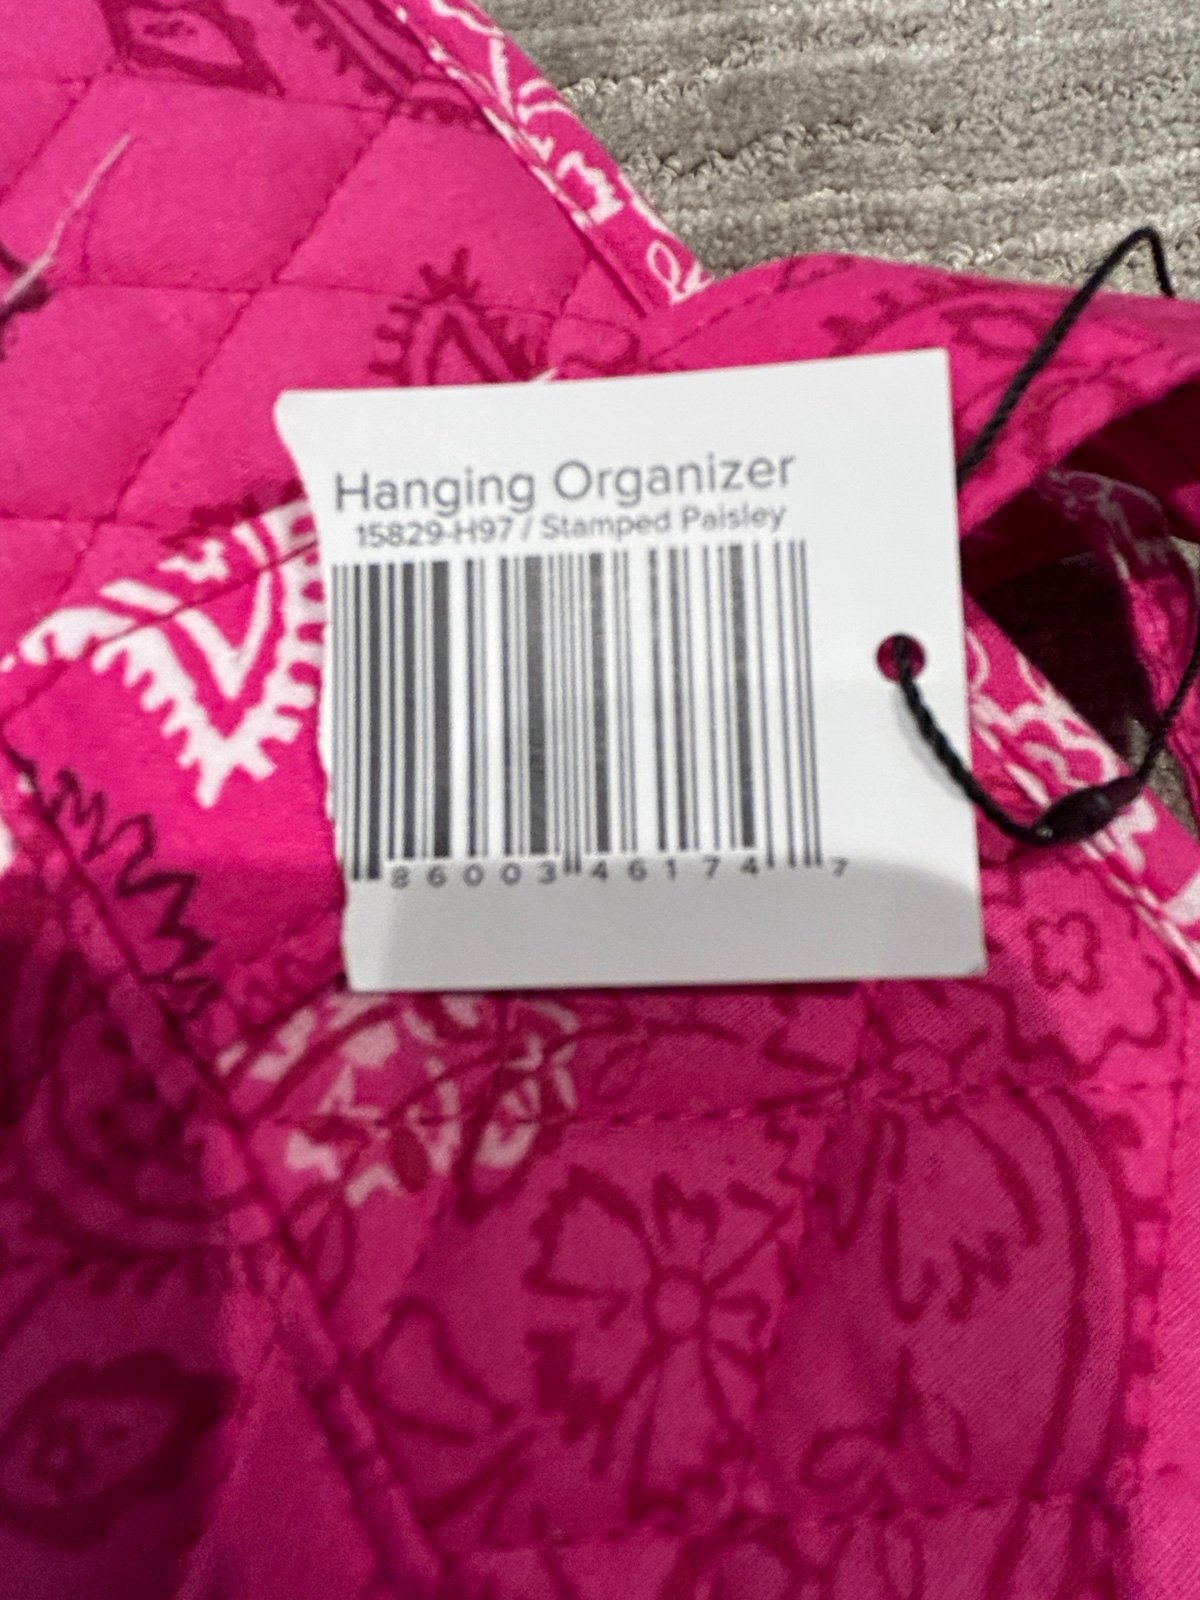 Hanging Organizer
15829-H97 / Stamped Paisley
86003 46174 7